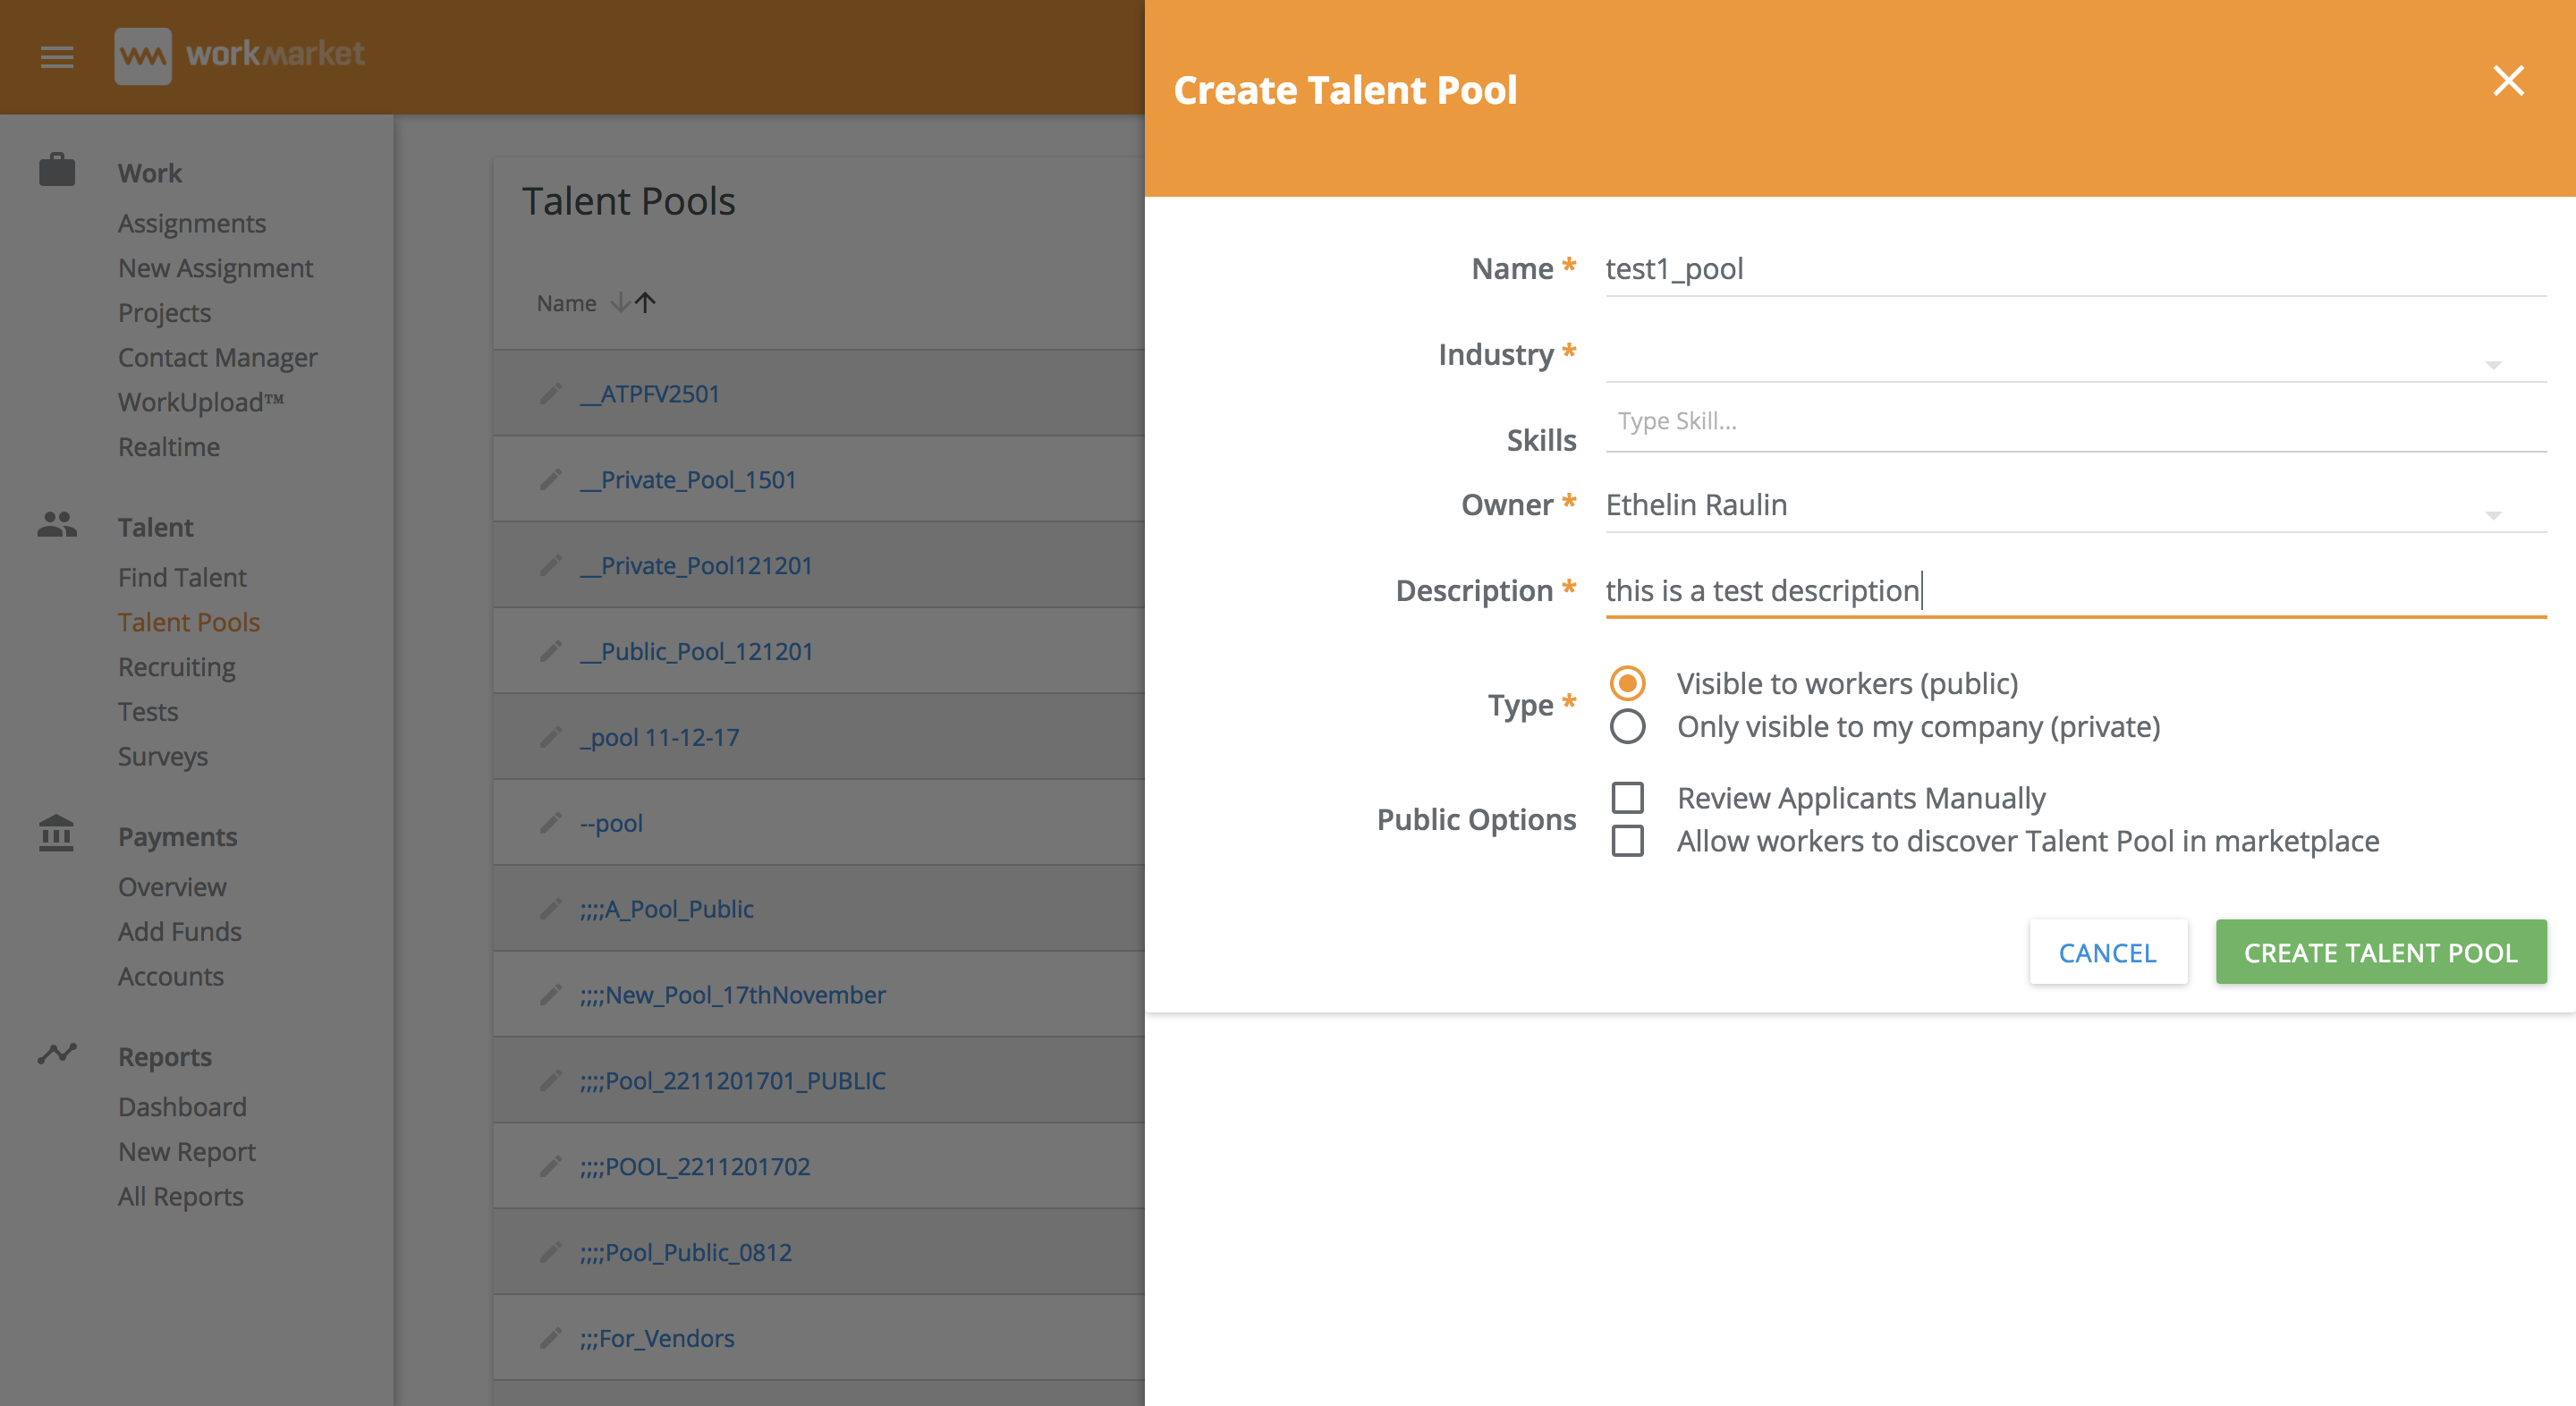 workmarket
Work
Assignments
New Assignment
Projects
Contact Manager
WorkUpload™
Realtime
Talent
Find Talent
Talent Pools
Recruiting
Tests
Surveys
Payments
Overview
Add Funds
Accounts
Reports
Dashboard
New Report
All Reports
Talent Pools
Name
__ATPFV2501
__Private_Pool_1501
__Private_Pool121201
__Public_Pool_121201
_pool 11-12-17
--pool
;;;;A_Pool_Public
;;;;New_Pool_17thNovember
;;;;Pool_2211201701_PUBLIC
;;;;POOL_2211201702
;;;;Pool_Public_0812
;;;For_Vendors
Create Talent Pool
Name * test1_pool
Industry *
Skills Type Skill...
Owner * Ethelin Raulin
Description * this is a test description
Type * Visible to workers (public)
Only visible to my company (private)
Public Options Review Applicants Manually
Allow workers to discover Talent Pool in marketplace
CANCEL CREATE TALENT POOL